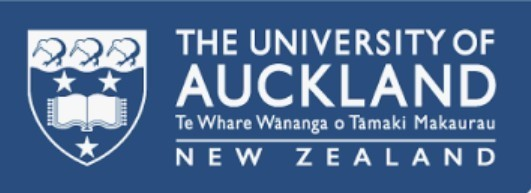 THE UNIVERSITY OF
AUCKLAND
Te Whare Wānanga o Tāmaki Makaurau
NEW ZEALAND